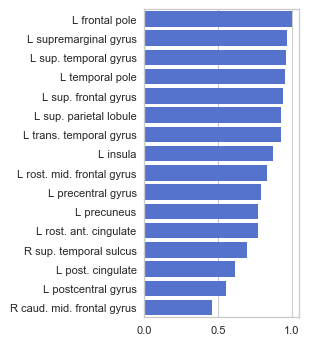 L frontal pole
L supremarginal gyrus
L sup. temporal gyrus
L temporal pole
L sup. frontal gyrus
L sup. parietal lobule
L trans. temporal gyrus
L insula
L rost. mid. frontal gyrus
L precentral gyrus
L precuneus
L rost. ant. cingulate
R sup. temporal sulcus
L post. cingulate
L postcentral gyrus
R caud. mid. frontal gyrus
0.0 0.5 1.0